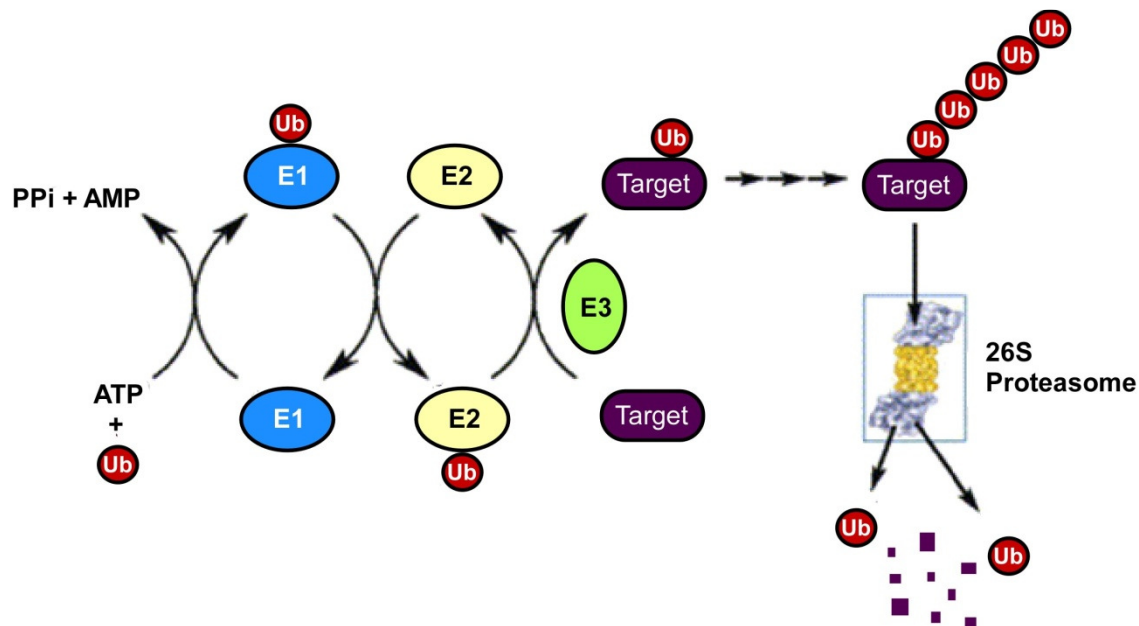 Ub
Ub
Ub
Ub
Ub
Ub
E1
E2
Ub
Target
Target
PPi + AMP
E3
26S
Proteasome
ATP
+
Ub
E1
E2
Ub
Target
Ub
Ub